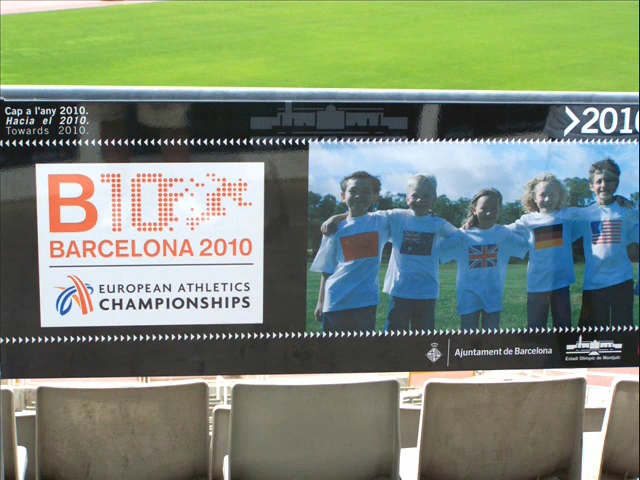 Cap a l'any 2010.
Hacia el 2010.
Towards 2010.
>2010
B10
BARCELONA 2010
EUROPEAN ATHLETICS
CHAMPIONSHIPS
Ajuntament de Barcelona
Estadi Olímpic de Montjuïc